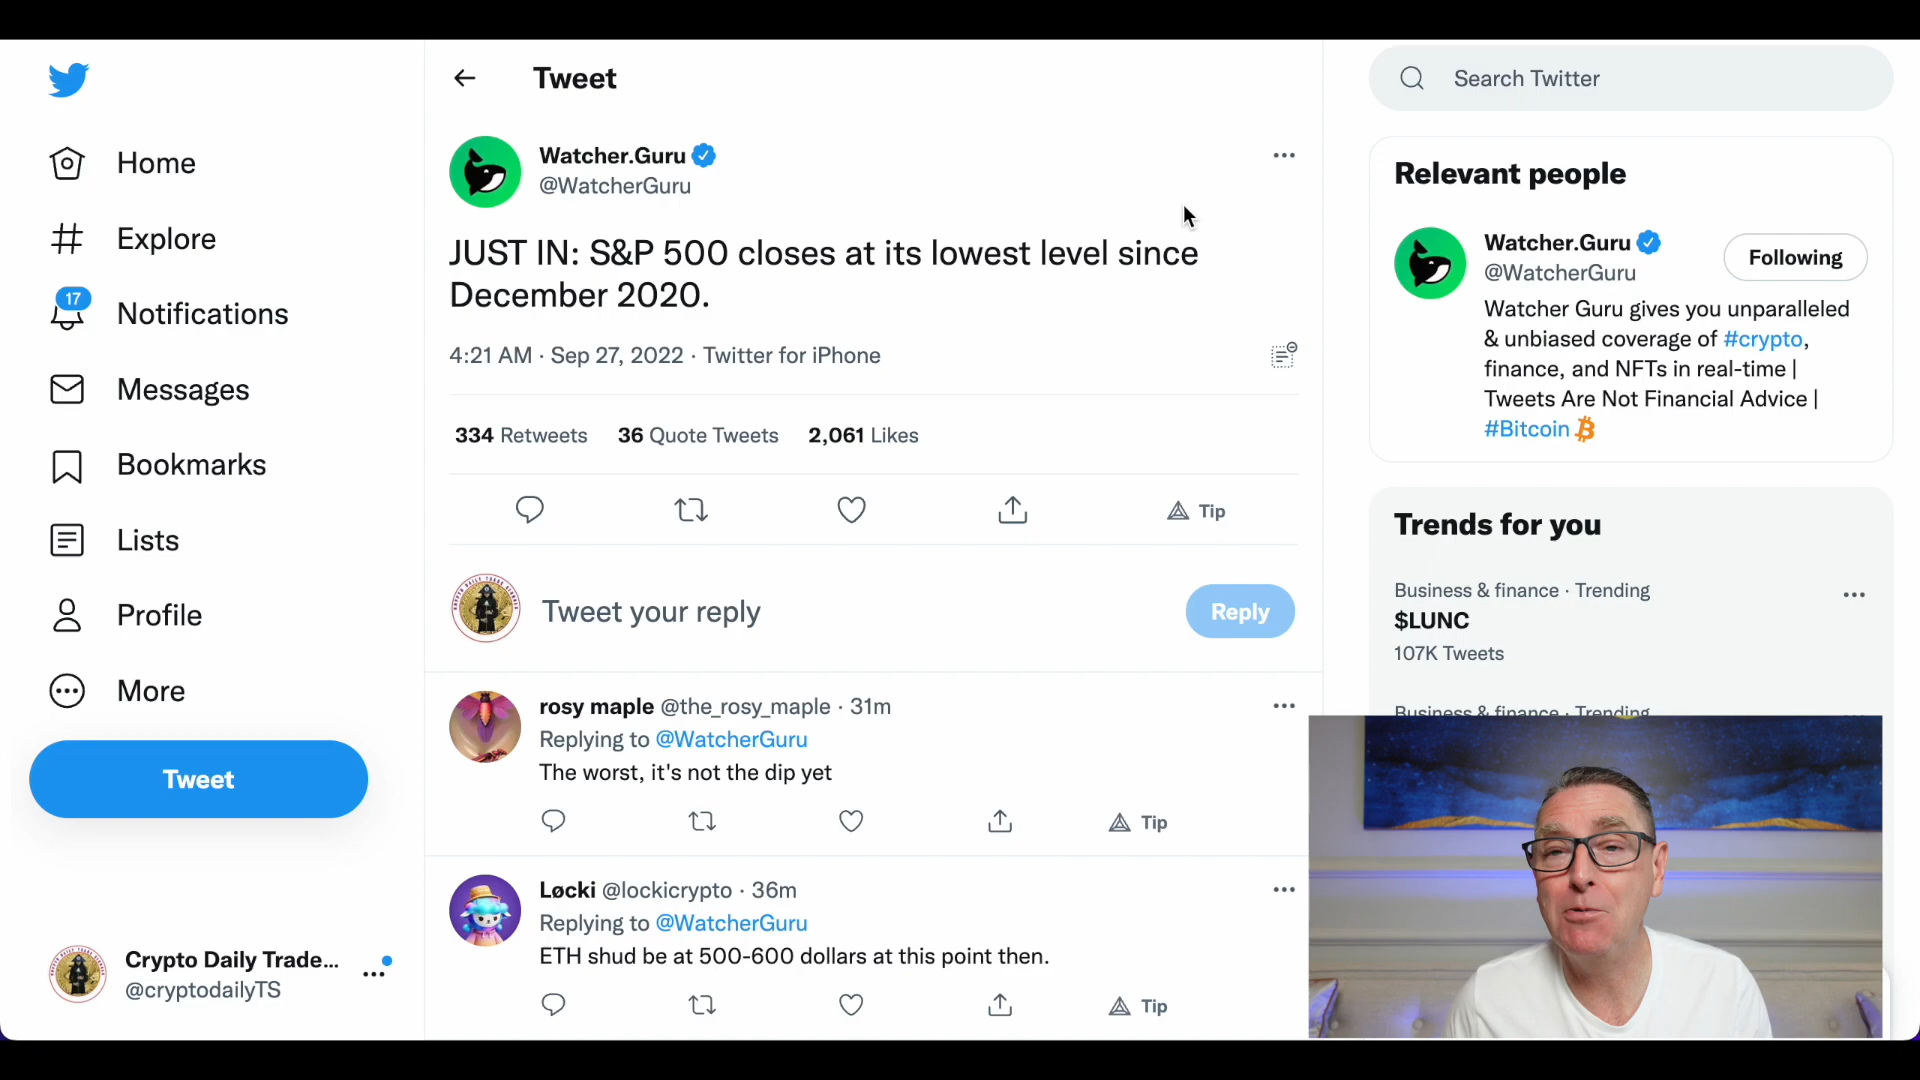 Tweet
Search Twitter
Home
Explore
17
Notifications
Messages
Bookmarks
Lists
Profile
More
Tweet
Crypto Daily Trade...
@cryptodailyTS
Watcher.Guru
@WatcherGuru
JUST IN: S&P 500 closes at its lowest level since
December 2020.
4:21 AM · Sep 27, 2022 · Twitter for iPhone
334 Retweets 36 Quote Tweets 2,061 Likes
Tip
Tweet your reply
Reply
rosy maple @the_rosy_maple · 31m
Replying to @WatcherGuru
The worst, it's not the dip yet
Tip
Løcki @lockicrypto · 36m
Replying to @WatcherGuru
ETH shud be at 500-600 dollars at this point then.
Tip
Relevant people
Watcher.Guru
@WatcherGuru
Following
Watcher Guru gives you unparalleled
& unbiased coverage of #crypto,
finance, and NFTs in real-time |
Tweets Are Not Financial Advice |
#Bitcoin
Trends for you
Business & finance · Trending
$LUNC
107K Tweets
Business & finance · Trending